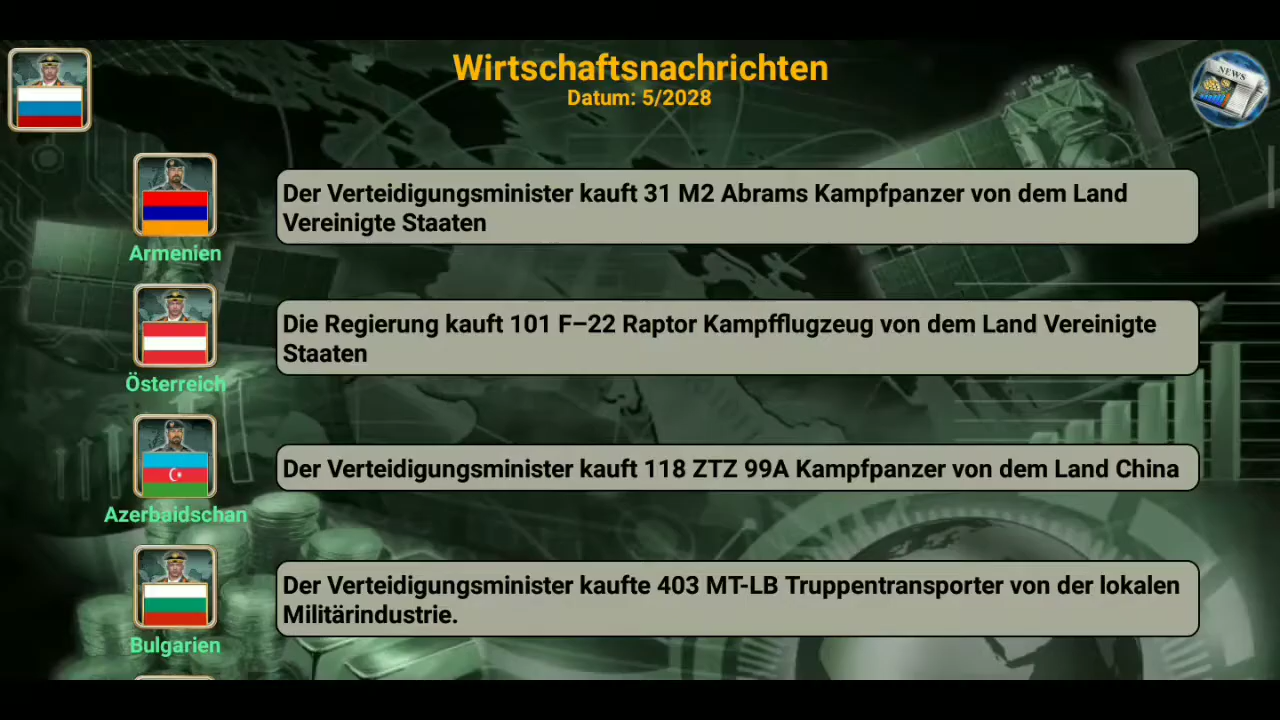 Wirtschaftsnachrichten
Datum: 5/2028
NEWS
Der Verteidigungsminister kauft 31 M2 Abrams Kampfpanzer von dem Land
Vereinigte Staaten
Armenien
Die Regierung kauft 101 F–22 Raptor Kampfflugzeug von dem Land Vereinigte
Staaten
Österreich
Der Verteidigungsminister kauft 118 ZTZ 99A Kampfpanzer von dem Land China
Azerbaidschan
Der Verteidigungsminister kaufte 403 MT-LB Truppentransporter von der lokalen
Militärindustrie.
Bulgarien